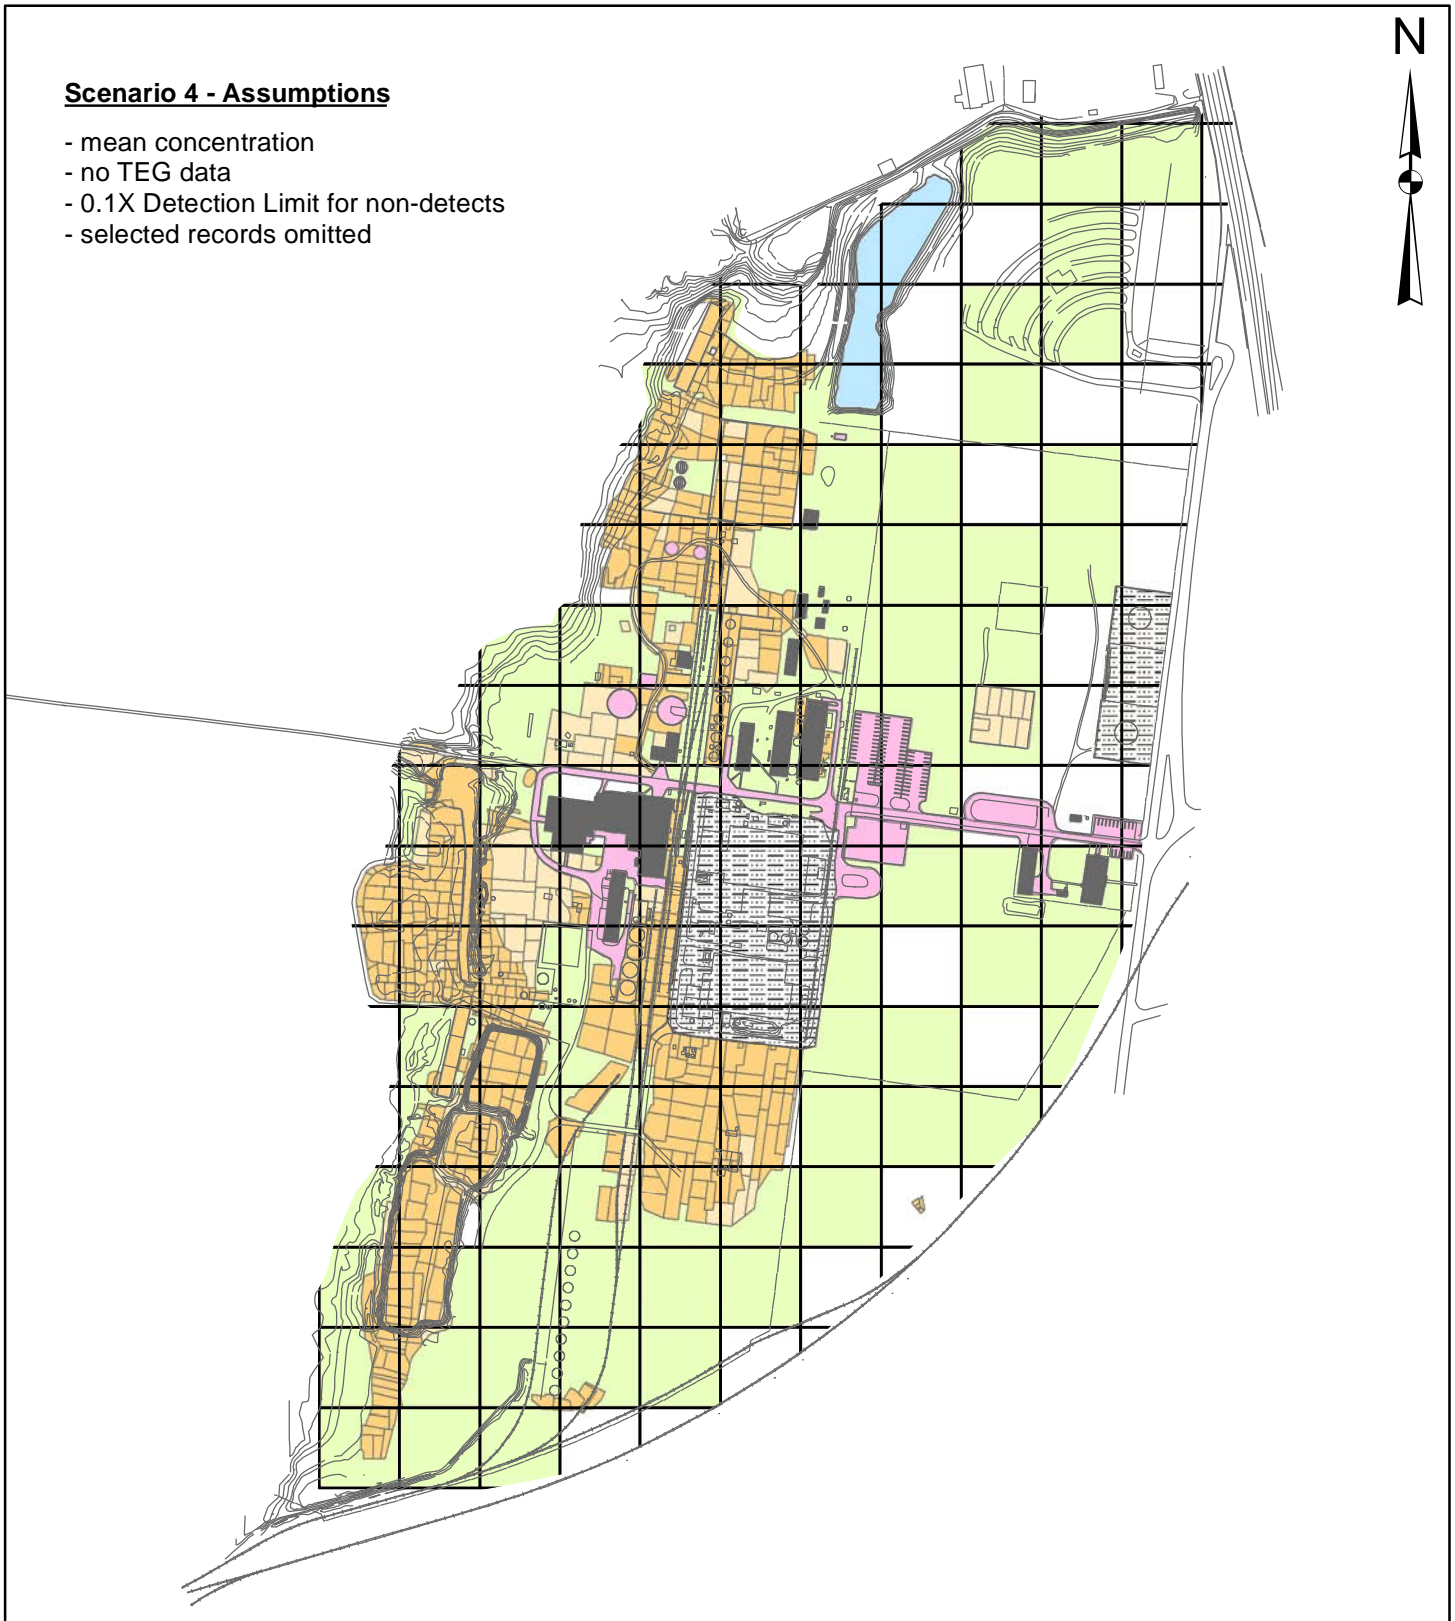 N
Scenario 4 - Assumptions
- mean concentration
- no TEG data
- 0.1X Detection Limit for non-detects
- selected records omitted